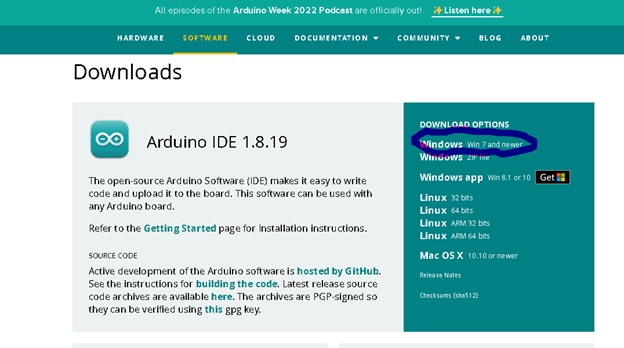 All episodes of the Arduino Week 2022 Podcast are officially out! ✨Listen here✨
HARDWARE SOFTWARE CLOUD DOCUMENTATION COMMUNITY BLOG ABOUT
Downloads
Arduino IDE 1.8.19
The open-source Arduino Software (IDE) makes it easy to write
code and upload it to the board. This software can be used with
any Arduino board.
Refer to the Getting Started page for Installation instructions.
SOURCE CODE
Active development of the Arduino software is hosted by GitHub.
See the instructions for building the code. Latest release source
code archives are available here. The archives are PGP-signed so
they can be verified using this gpg key.
DOWNLOAD OPTIONS
Windows Win 7 and newer
Windows ZIP file
Windows app Win 8.1 or 10 Get
Linux 32 bits
Linux 64 bits
Linux ARM 32 bits
Linux ARM 64 bits
Mac OS X 10.10 or newer
Release Notes
Checksums (sha512)